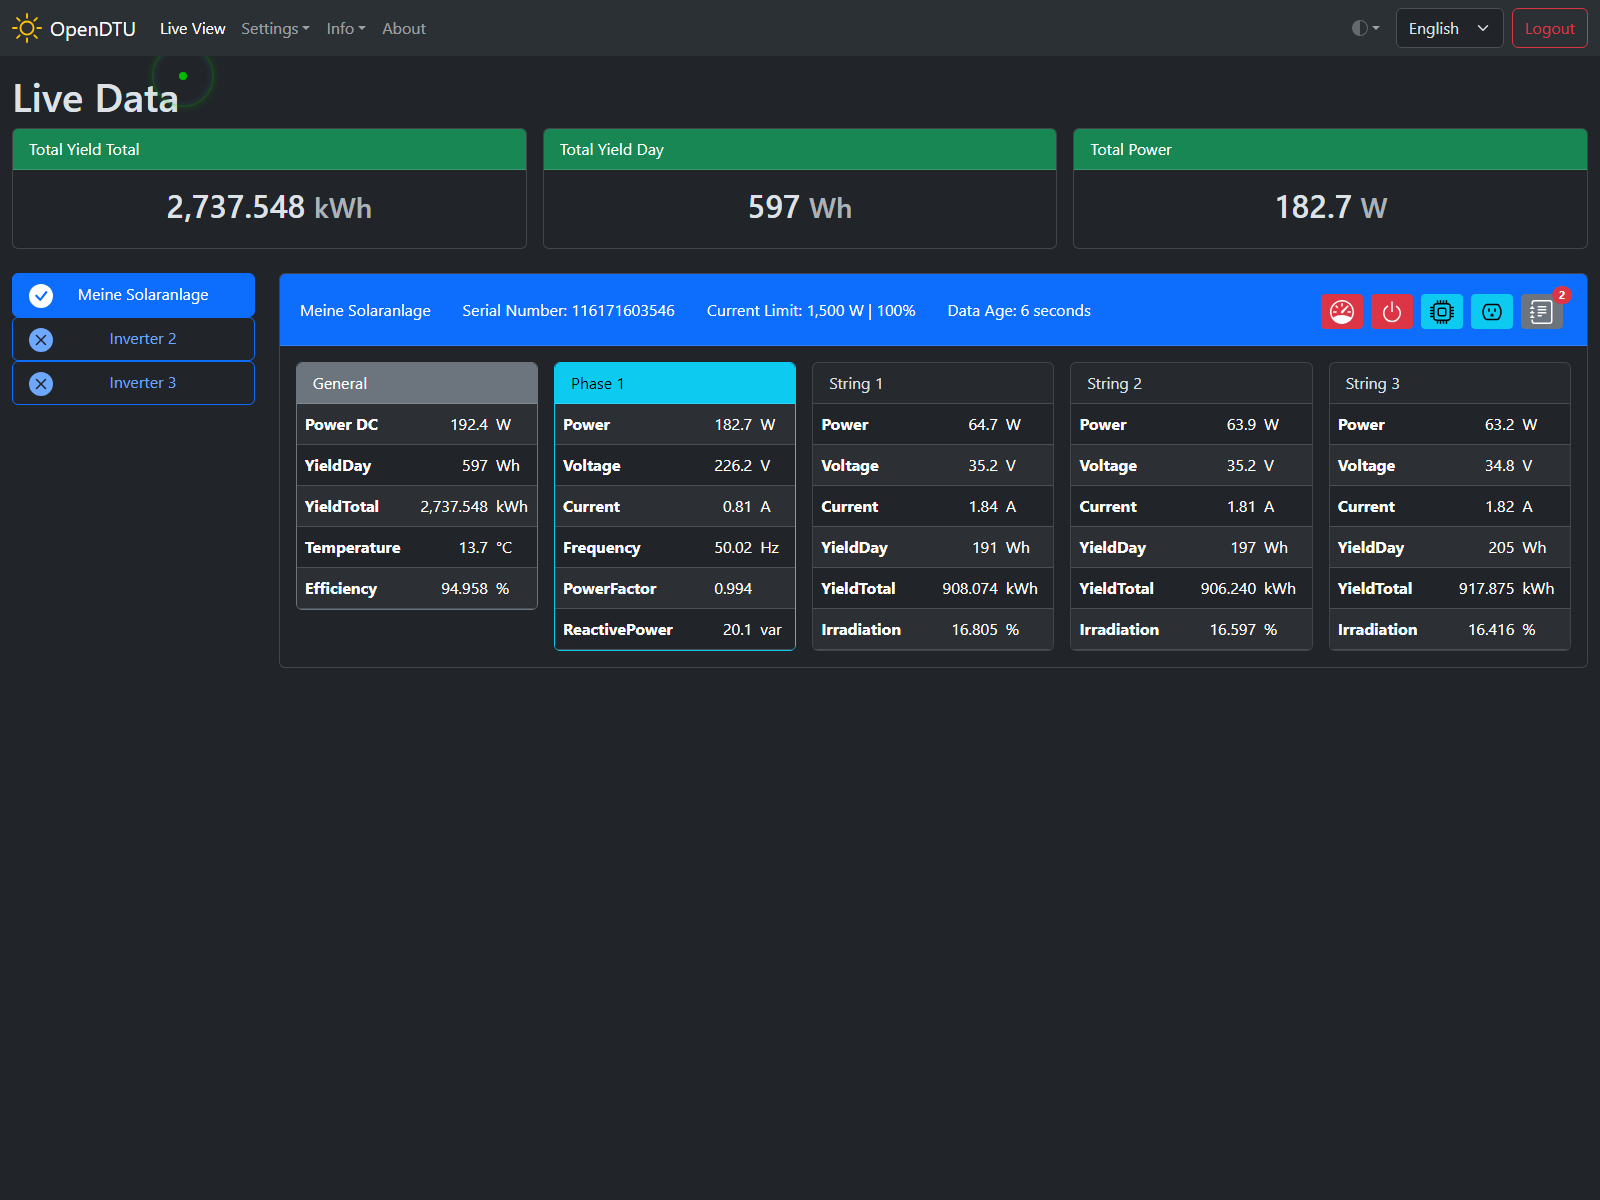 OpenDTU Live View Settings Info About English Logout
Live Data
Total Yield Total
2,737.548 kWh
Total Yield Day
597 Wh
Total Power
182.7 W
Meine Solaranlage
Inverter 2
Inverter 3
Meine Solaranlage Serial Number: 116171603546 Current Limit: 1,500 W | 100% Data Age: 6 seconds 2
General
Power DC 192.4 W
YieldDay 597 Wh
YieldTotal 2,737.548 kWh
Temperature 13.7 °C
Efficiency 94.958 %
Phase 1
Power 182.7 W
Voltage 226.2 V
Current 0.81 A
Frequency 50.02 Hz
PowerFactor 0.994
ReactivePower 20.1 var
String 1
Power 64.7 W
Voltage 35.2 V
Current 1.84 A
YieldDay 191 Wh
YieldTotal 908.074 kWh
Irradiation 16.805 %
String 2
Power 63.9 W
Voltage 35.2 V
Current 1.81 A
YieldDay 197 Wh
YieldTotal 906.240 kWh
Irradiation 16.597 %
String 3
Power 63.2 W
Voltage 34.8 V
Current 1.82 A
YieldDay 205 Wh
YieldTotal 917.875 kWh
Irradiation 16.416 %